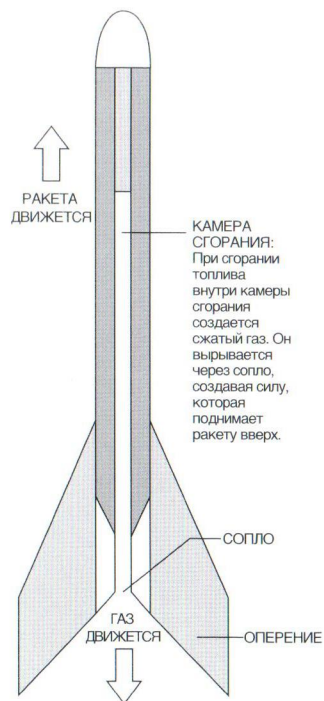 РАКЕТА
ДВИЖЕТСЯ
КАМЕРА
СГОРАНИЯ:
При сгорании
топлива
внутри камеры
сгорания
создается
сжатый газ. Он
вырывается
через сопло,
создавая силу,
которая
поднимает
ракету вверх.
СОПЛО
ГАЗ
ДВИЖЕТСЯ
ОПЕРЕНИЕ